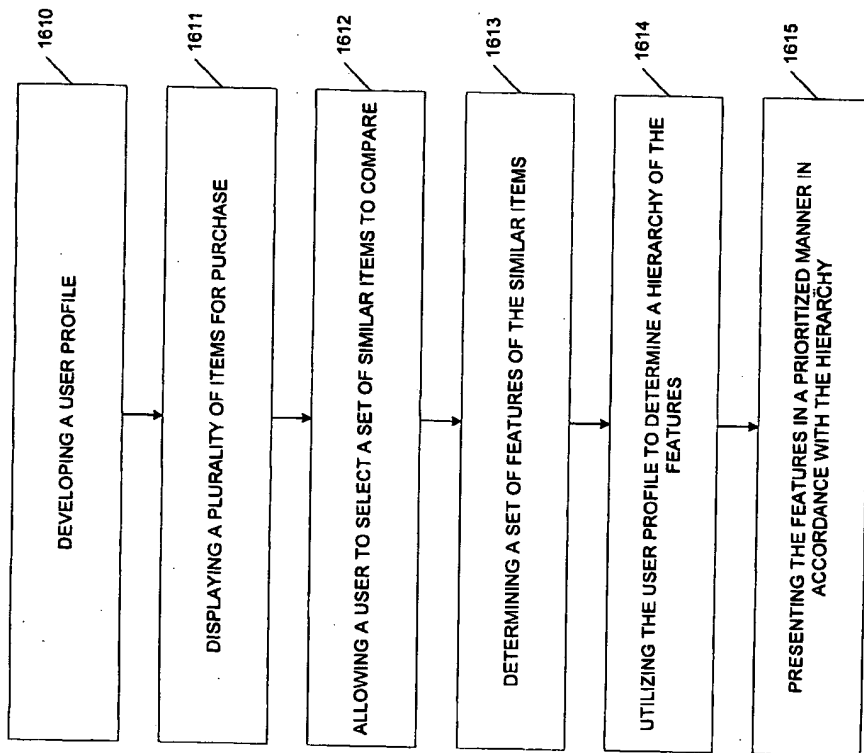 1610
DEVELOPING A USER PROFILE
1611
DISPLAYING A PLURALITY OF ITEMS FOR PURCHASE
1612
ALLOWING A USER TO SELECT A SET OF SIMILAR ITEMS TO COMPARE
1613
DETERMINING A SET OF FEATURES OF THE SIMILAR ITEMS
1614
UTILIZING THE USER PROFILE TO DETERMINE A HIERARCHY OF THE
FEATURES
1615
PRESENTING THE FEATURES IN A PRIORITIZED MANNER IN
ACCORDANCE WITH THE HIERARCHY